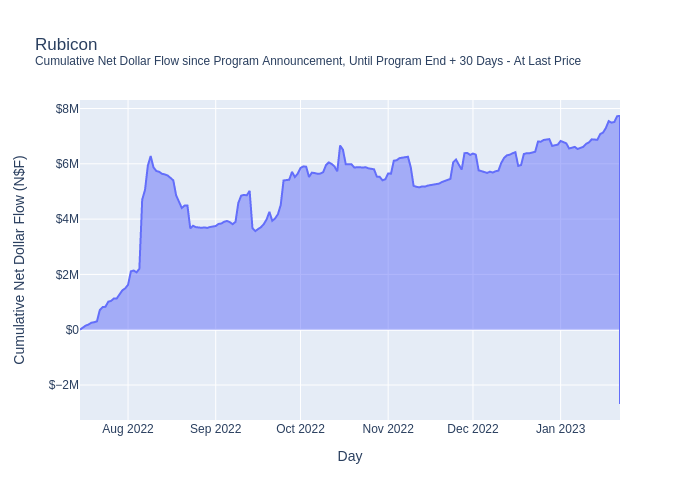 Rubicon
Cumulative Net Dollar Flow since Program Announcement, Until Program End + 30 Days - At Last Price
$8M
$6M
$4M
$2M
$0
$−2M
Cumulative Net Dollar Flow (N$F)
Aug 2022
Sep 2022
Oct 2022
Nov 2022
Dec 2022
Jan 2023
Day